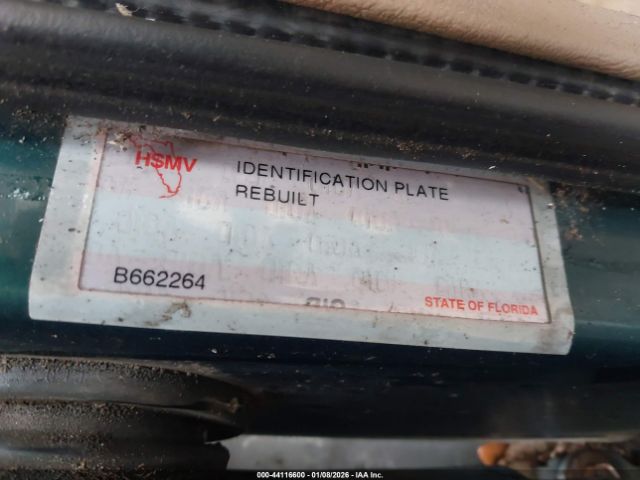 HSMV
IDENTIFICATION PLATE
REBUILT
B662264
STATE OF FLORIDA
000-44116600 - 01/08/2026 - IAA Inc.